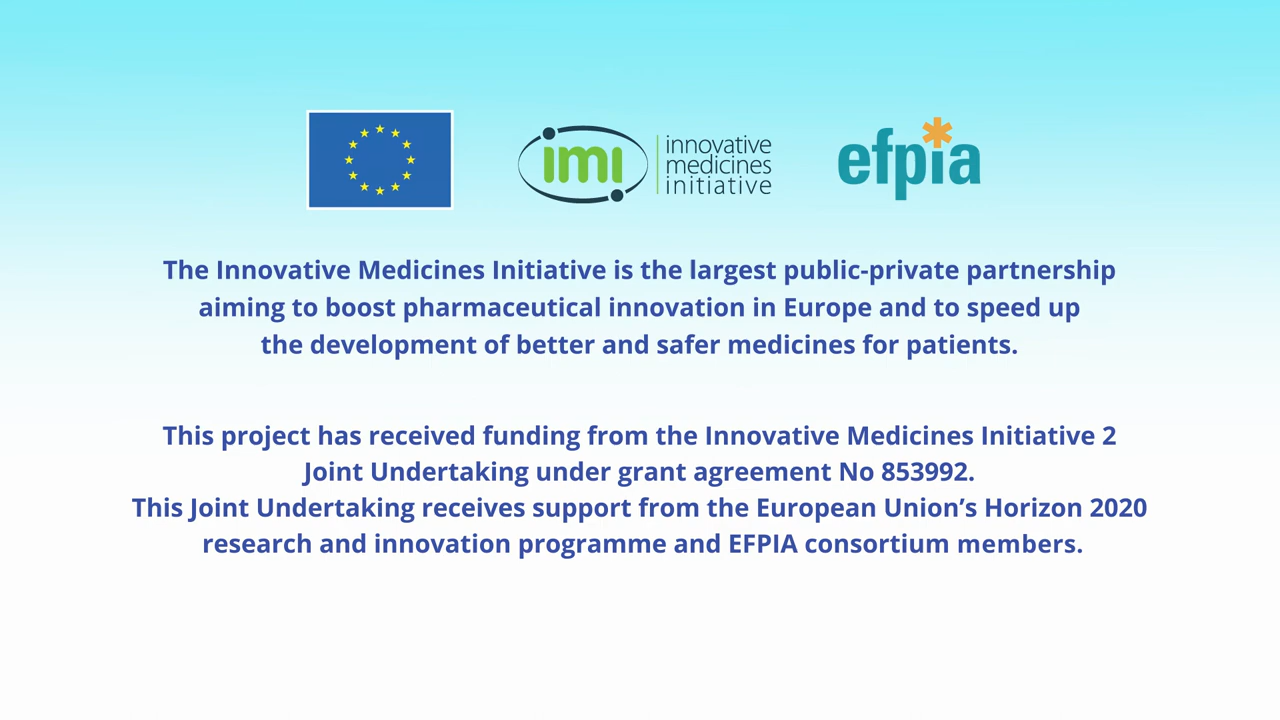 imi
innovative
medicines
initiative
efpia
The Innovative Medicines Initiative is the largest public-private partnership
aiming to boost pharmaceutical innovation in Europe and to speed up
the development of better and safer medicines for patients.
This project has received funding from the Innovative Medicines Initiative 2
Joint Undertaking under grant agreement No 853992.
This Joint Undertaking receives support from the European Union’s Horizon 2020
research and innovation programme and EFPIA consortium members.